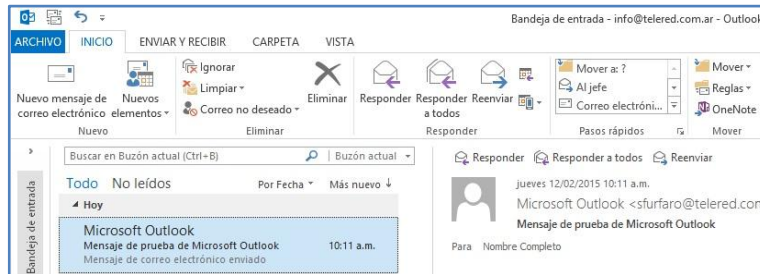 Bandeja de entrada - info@telered.com.ar - Outlook
ARCHIVO INICIO ENVIAR Y RECIBIR CARPETA VISTA
Nuevo mensaje de correo electrónico
Nuevos elementos
Ignorar
Limpiar
Correo no deseado
Eliminar
Responder
Responder a todos
Reenviar
Mover a: ?
Al jefe
Correo electróni...
Mover
Reglas
OneNote
Nuevo Eliminar Responder Pasos rápidos Mover
Bandeja de entrada
Buscar en Buzón actual (Ctrl+B) Buzón actual
Todo No leídos Por Fecha Más nuevo
Hoy
Microsoft Outlook
Mensaje de prueba de Microsoft Outlook 10:11 a.m.
Mensaje de correo electrónico enviado
Responder Responder a todos Reenviar
jueves 12/02/2015 10:11 a.m.
Microsoft Outlook <sfurfaro@telered.com
Mensaje de prueba de Microsoft Outlook
Para Nombre Completo